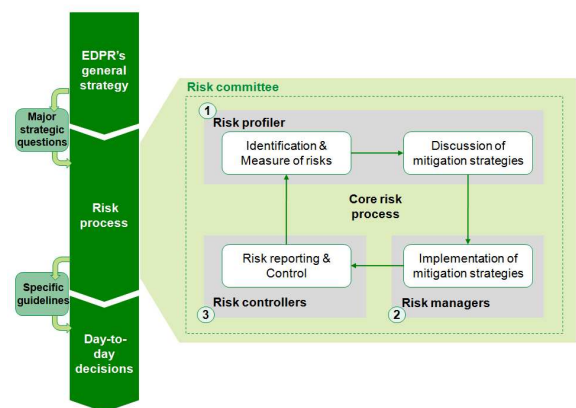 EDPR's
general
strategy
Major
strategic
questions
Risk
process
Specific
guidelines
Day-to-
day
decisions
Risk committee
1
Risk profiler
Identification &
Measure of risks
Discussion of
mitigation strategies
Core risk
process
Risk reporting &
Control
Implementation of
mitigation strategies
Risk controllers
3
Risk managers
2